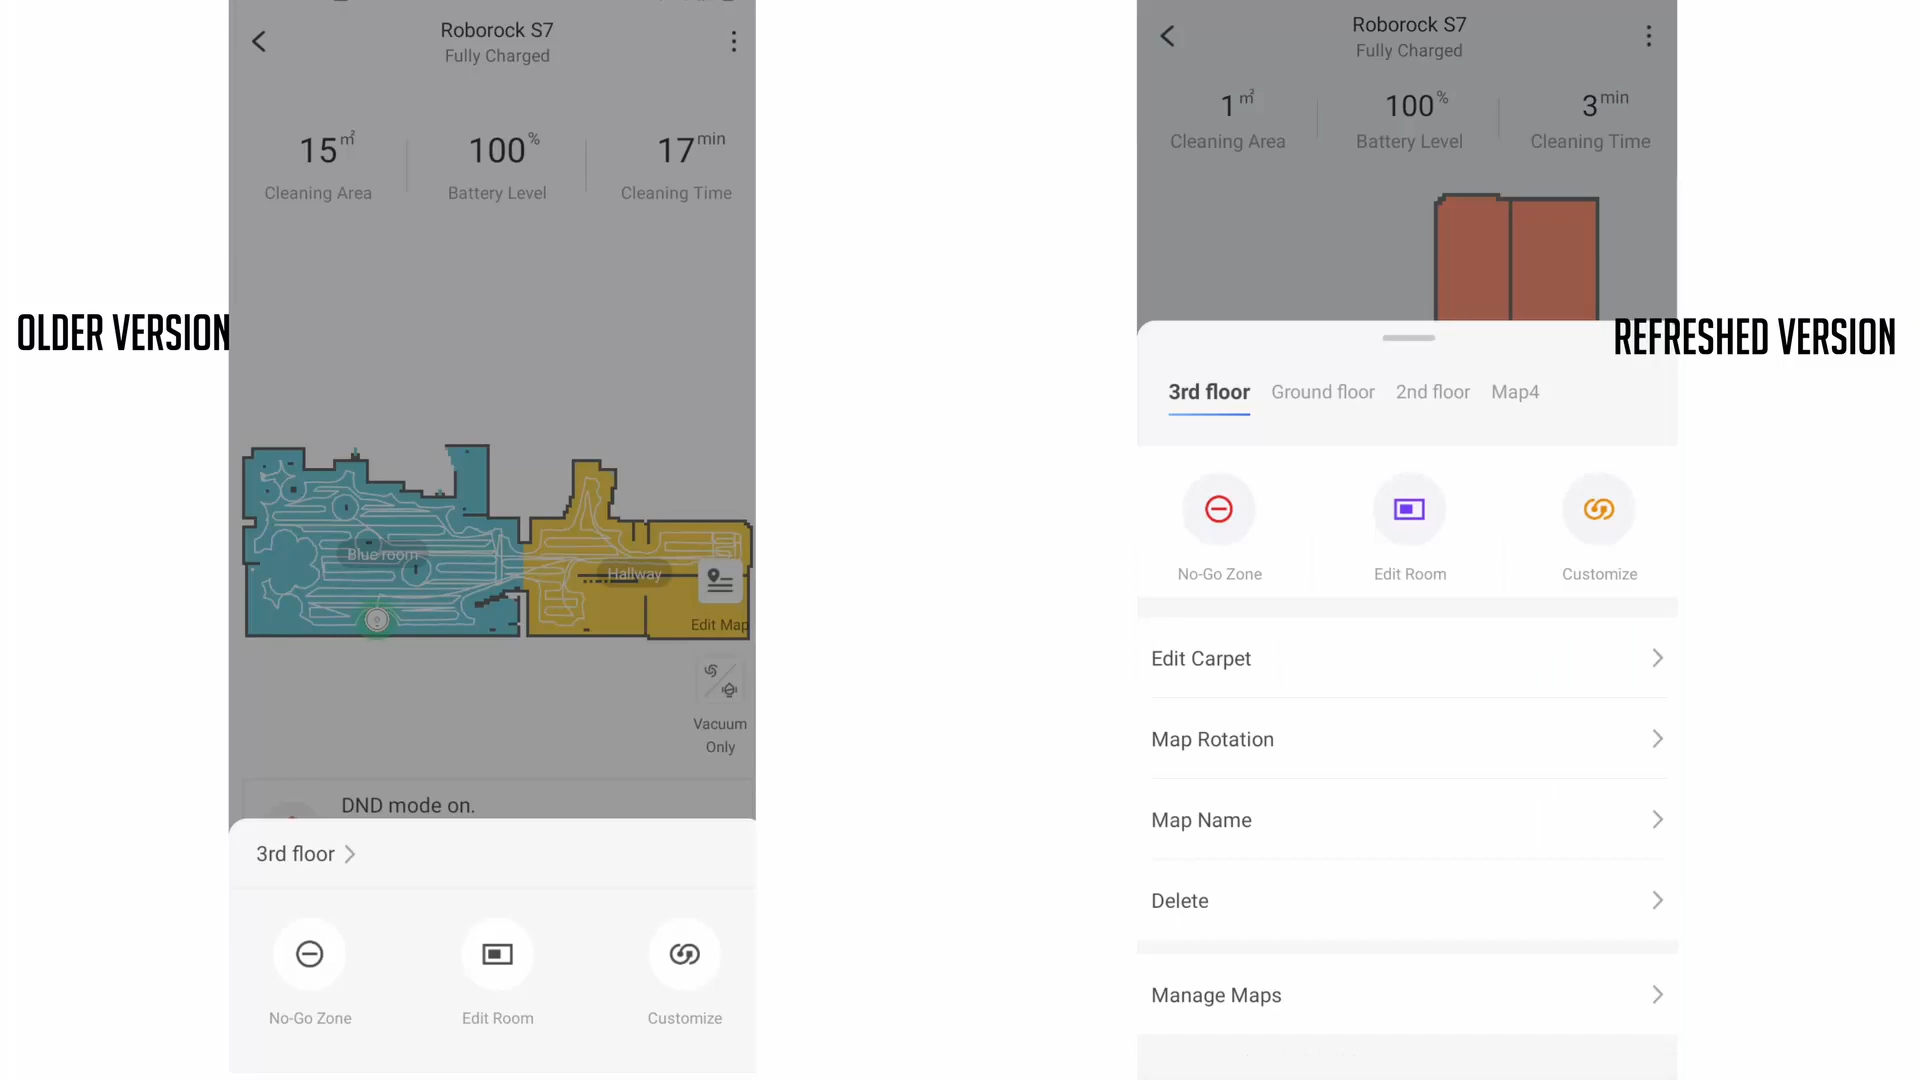 OLDER VERSION
Roborock S7
Fully Charged
15 ㎡
Cleaning Area
100 %
Battery Level
17 min
Cleaning Time
Blue room
Hallway
Edit Map
Vacuum
Only
DND mode on.
3rd floor
No-Go Zone
Edit Room
Customize
REFRESHED VERSION
Roborock S7
Fully Charged
1 ㎡
Cleaning Area
100 %
Battery Level
3 min
Cleaning Time
3rd floor
Ground floor
2nd floor
Map4
No-Go Zone
Edit Room
Customize
Edit Carpet
Map Rotation
Map Name
Delete
Manage Maps